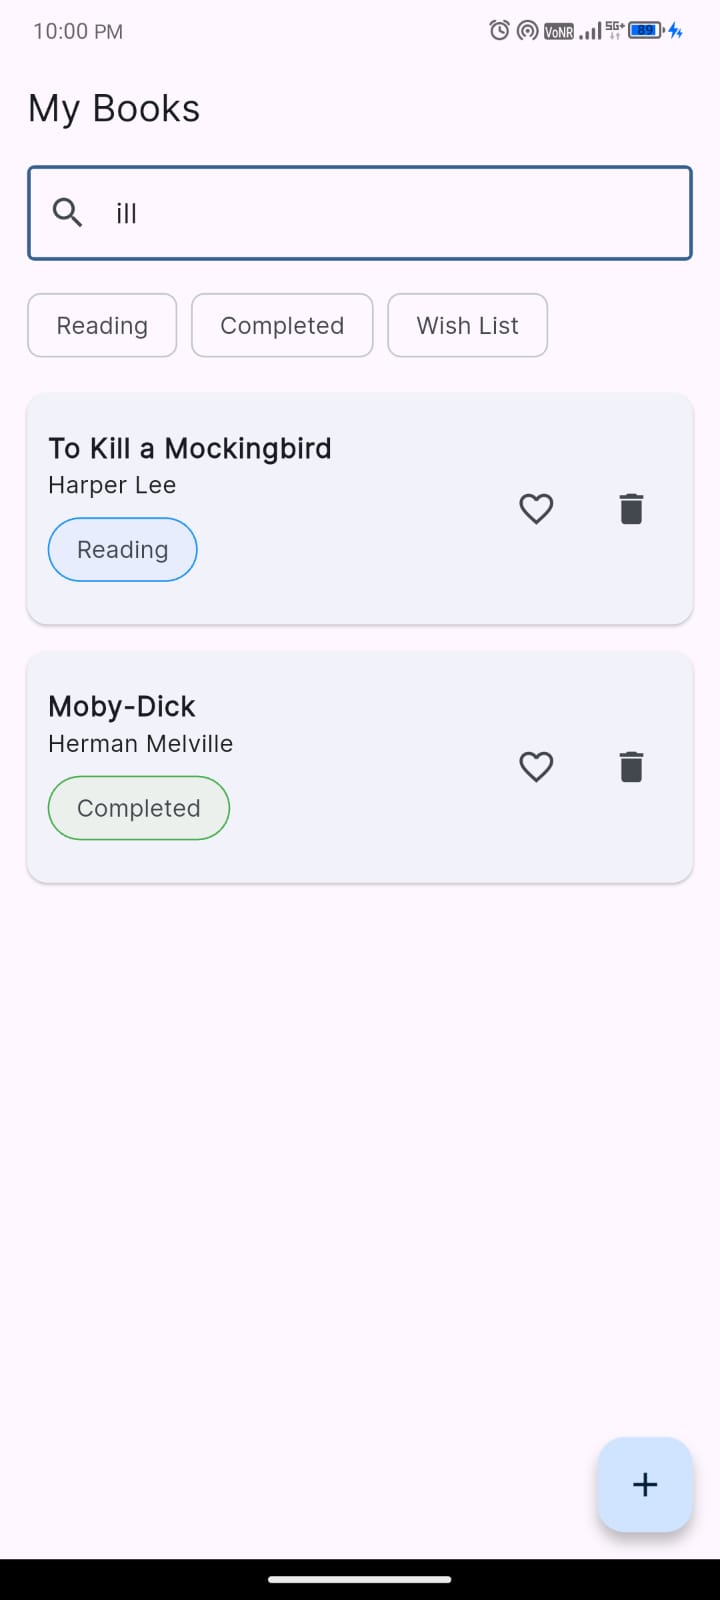 10:00 PM VoNR 5G+ 89
My Books
ill
Reading Completed Wish List
To Kill a Mockingbird
Harper Lee
Reading
Moby-Dick
Herman Melville
Completed